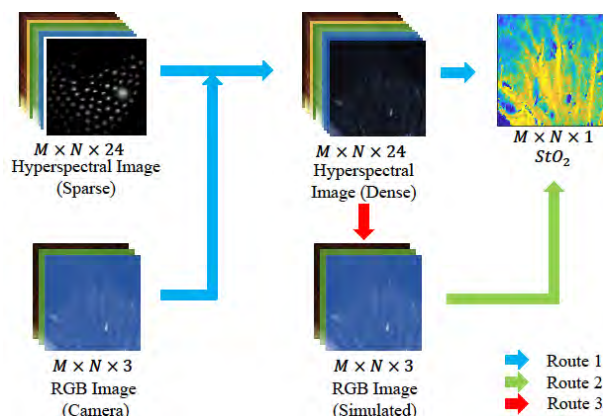 M × N × 24
Hyperspectral Image
(Sparse)
M × N × 24
Hyperspectral
Image (Dense)
M × N × 1
StO₂
M × N × 3
RGB Image
(Camera)
M × N × 3
RGB Image
(Simulated)
Route 1
Route 2
Route 3